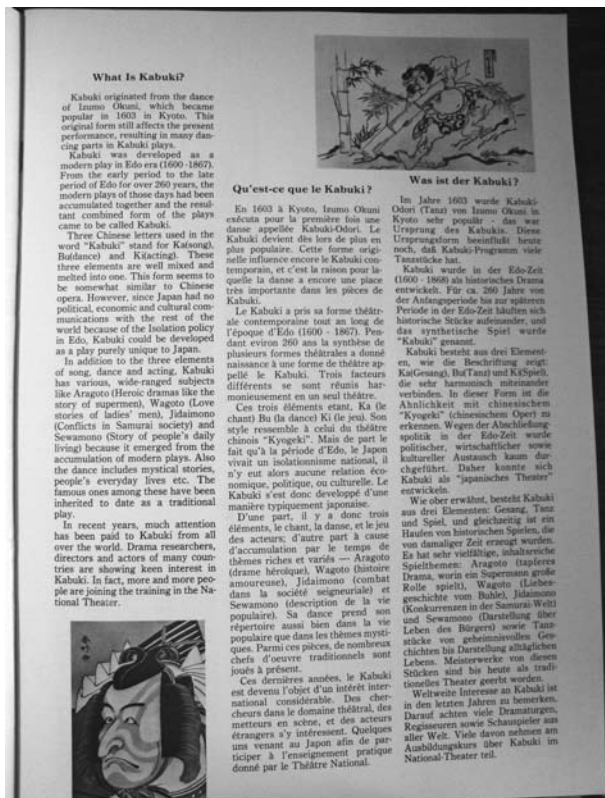 What Is Kabuki?
Kabuki originated from the dance
of Izumo Okuni, which became
popular in 1603 in Kyoto. This
original form still affects the present
performance, resulting in many dan-
cing parts in Kabuki plays.
Kabuki was developed as a
modern play in Edo era (1600-1867).
From the early period to the late
period of Edo for over 260 years, the
modern plays of those days had been
accumulated together and the resul-
tant combined form of the plays
came to be called Kabuki.
Three Chinese letters used in the
word "Kabuki" stand for Ka(song),
Bu(dance) and Ki(acting). These
three elements are well mixed and
melted into one. This form seems to
be somewhat similar to Chinese
opera. However, since Japan had no
political, economic and cultural com-
munications with the rest of the
world because of the Isolation policy
in Edo, Kabuki could be developed
as a play purely unique to Japan.
In addition to the three elements
of song, dance and acting, Kabuki
has various, wide-ranged subjects
like Aragoto (Heroic dramas like the
story of supermen), Wagoto (Love
stories of ladies' men), Jidaimono
(Conflicts in Samurai society) and
Sewamono (Story of people's daily
living) because it emerged from the
accumulation of modern plays. Also
the dance includes mystical stories,
people's everyday lives etc. The
famous ones among these have been
inherited to date as a traditional
play.
In recent years, much attention
has been paid to Kabuki from all
over the world. Drama researchers,
directors and actors of many coun-
tries are showing keen interest in
Kabuki. In fact, more and more peo-
ple are joining the training in the Na-
tional Theater.
Qu'est-ce que le Kabuki?
En 1603 à Kyoto, Izumo Okuni
exécuta pour la première fois une
danse appellée Kabuki-Odori. Le
Kabuki devient dès lors de plus en
plus populaire. Cette forme origi-
nelle influence encore le Kabuki con-
temporain, et c'est la raison pour la-
quelle la danse a encore une place
très importante dans les pièces de
Kabuki.
Le Kabuki a pris sa forme théâtr-
ale contemporaine tout an long de
l'époque d'Edo (1600 - 1867). Pen-
dant eviron 260 ans la synthèse de
plusieurs formes théâtrales a donné
naissance à une forme de théâtre ap-
pellé le Kabuki. Trois facteurs
différents se sont réunis har-
monieusement en un seul théâtre.
Ces trois éléments etant, Ka (le
chant) Bu (la dance) Ki (le jeu). Son
style ressemble à celui du théâtre
chinois "Kyogeki". Mais de part le
fait qu'à la période d'Edo, le Japon
vivait un isolationnisme national, il
n'y eut alors aucune relation éco-
nomique, politique, ou culturelle. Le
Kabuki s'est donc développé d'une
manière typiquement japonaise.
D'une part, il y a donc trois
éléments, le chant, la danse, et le jeu
des acteurs; d'autre part à cause
d'accumulation par le temps de
thèmes riches et variés — Aragoto
(drame héroïque), Wagoto (histoire
amoureuse), Jidaimono (combat
dans la société seigneuriale) et
Sewamono (description de la vie
populaire). Sa dance prend son
répertoire aussi bien dans la vie
populaire que dans les thèmes mysti-
ques. Parmi ces pièces, de nombreux
chefs d'oeuvre traditionnels sont
joués à présent.
Ces dernières années, le Kabuki
est devenu l'objet d'un intérêt inter-
national considérable. Des cher-
cheurs dans le domaine théâtral, des
metteurs en scène, et des acteurs
étrangers s'y intéressent. Quelques
uns venant au Japon afin de par-
ticiper à l'enseignement pratique
donné par le Théâtre National.
Was ist der Kabuki?
Im Jahre 1603 wurde Kabuki-
Odori (Tanz) von Izumo Okuni in
Kyoto sehr populär - das war
Ursprung des Kabukis. Diese
Ursprungsform beeinflußt heute
noch, daß Kabuki-Programm viele
Tanzstücke hat.
Kabuki wurde in der Edo-Zeit
(1600 - 1868) als historisches Drama
entwickelt. Für ca. 260 Jahre von
der Anfangsperiode bis zur späteren
Periode in der Edo-Zeit häuften sich
historische Stücke aufeinander, und
das synthetische Spiel wurde
"Kabuki" genannt.
Kabuki besteht aus drei Element-
en, wie die Beschriftung zeigt:
Ka(Gesang), Bu(Tanz) und Ki(Spiel),
die sehr harmonisch miteinander
verbinden. In dieser Form ist die
Ähnlichkeit mit chinesischem
"Kyogeki" (chinesischem Oper) zu
erkennen. Wegen der Abschließung-
spolitik in der Edo-Zeit wurde
politischer, wirtschaftlicher sowie
kultureller Austausch kaum dur-
chgeführt. Daher konnte sich
Kabuki als "japanisches Theater"
entwickeln.
Wie ober erwähnt, besteht Kabuki
aus drei Elementen: Gesang, Tanz
und Spiel, und gleichzeitig ist ein
Haufen von historischen Spielen, die
von damaliger Zeit erzeugt wurden.
Es hat sehr vielfältige, inhaltsreiche
Spielthemen: Aragoto (tapferes
Drama, worin ein Supermann große
Rolle spielt), Wagoto (Liebes-
geschichte vom Buhle), Jidaimono
(Konkurrenzen in der Samurai-Welt)
und Sewamono (Darstellung über
Leben des Bürgers) sowie Tanz-
stücke von geheimnisvollen Ges-
chichten bis Darstellung alltäglichen
Lebens. Meisterwerke von diesen
Stücken sind bis heute als tradi-
tionelles Theater geerbt worden.
Weltweite Interesse an Kabuki ist
in den letzten Jahren zu bemerken.
Darauf achten viele Dramaturgen,
Regisseuren sowie Schauspieler aus
aller Welt. Viele davon nehmen am
Ausbildungskurs über Kabuki im
National-Theater teil.